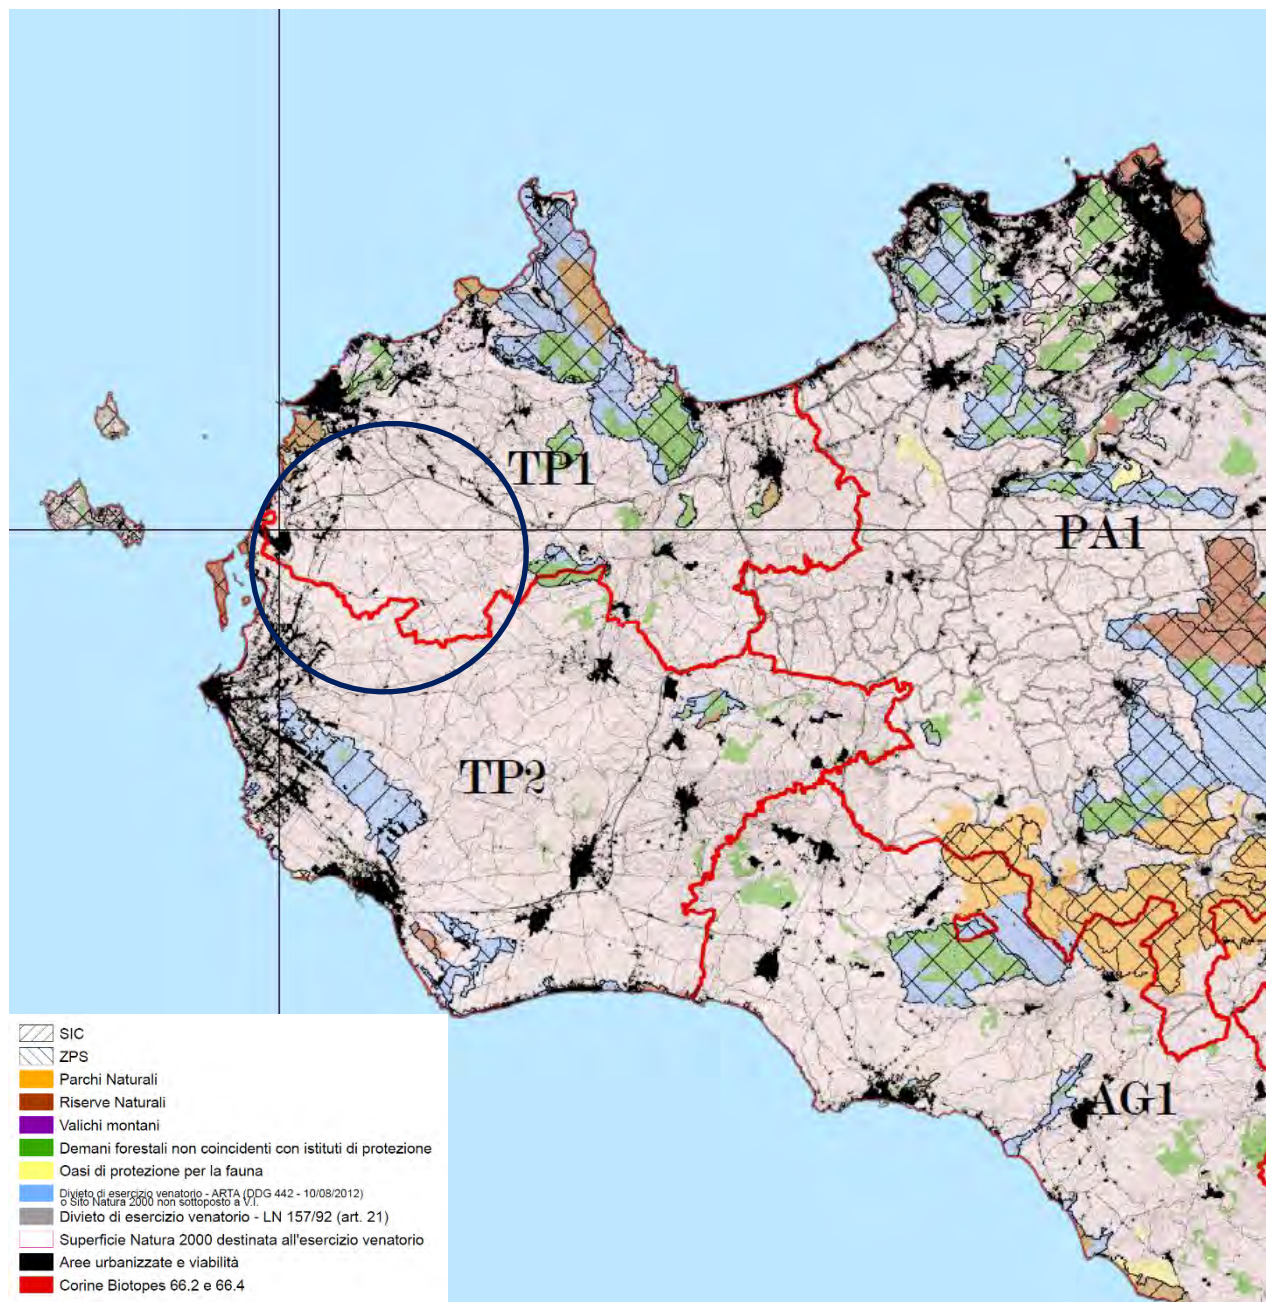 TP1
PA1
TP2
AG1
SIC
ZPS
Parchi Naturali
Riserve Naturali
Valichi montani
Demani forestali non coincidenti con istituti di protezione
Oasi di protezione per la fauna
Divieto di esercizio venatorio - ARTA (DDG 442 - 10/08/2012)
o Sito Natura 2000 non sottoposto a V.I.
Divieto di esercizio venatorio - LN 157/92 (art. 21)
Superficie Natura 2000 destinata all'esercizio venatorio
Aree urbanizzate e viabilità
Corine Biotopes 66.2 e 66.4